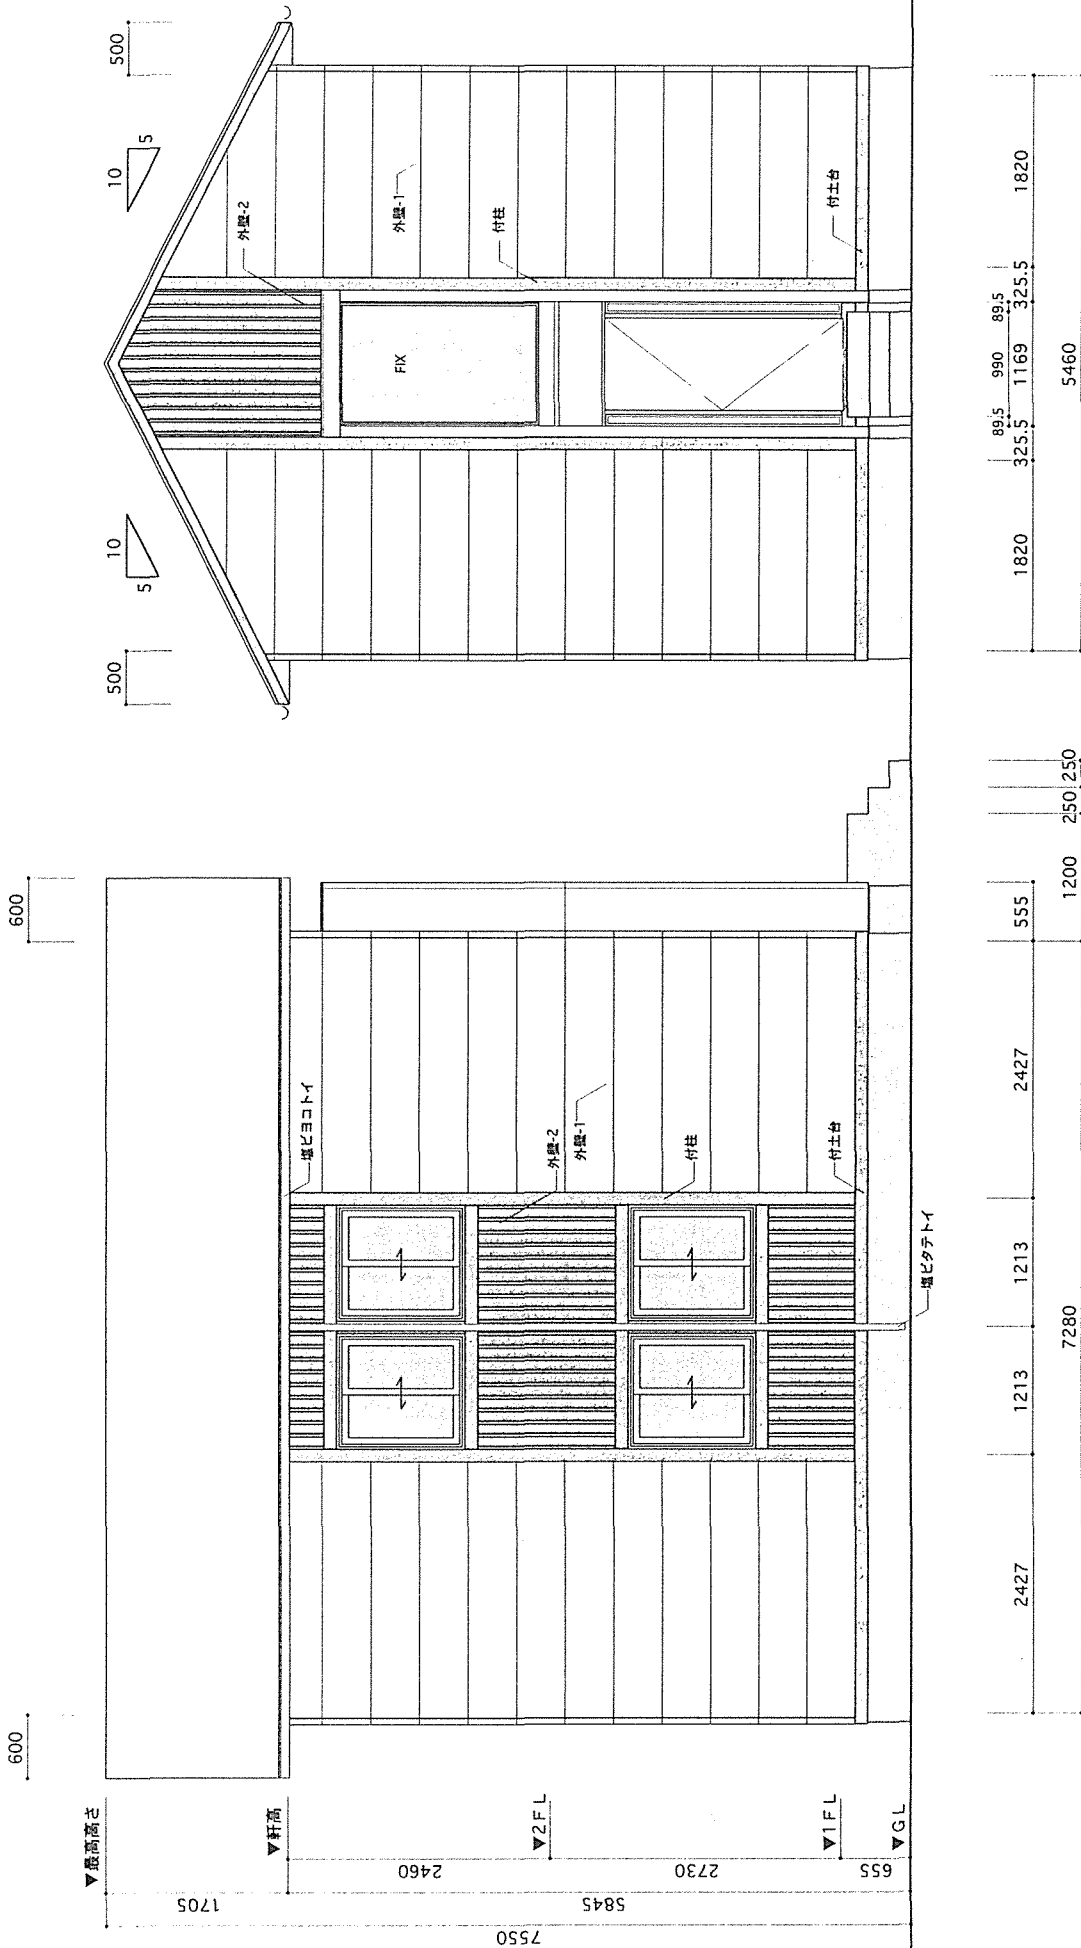 600
600
▼最高高さ
▼軒高
▼2FL
▼1FL
▼GL
2460
2730
655
1705
5845
7550
塩ビヨコトイ
外壁-2
外壁-1
付柱
付土台
塩ビタテトイ
2427
1213
1213
2427
555
7280
1200
250
250
500
500
10
5
10
5
外壁-2
外壁-1
付柱
付土台
FIX
89.5
990
89.5
1820
325.5
1169
325.5
1820
5460